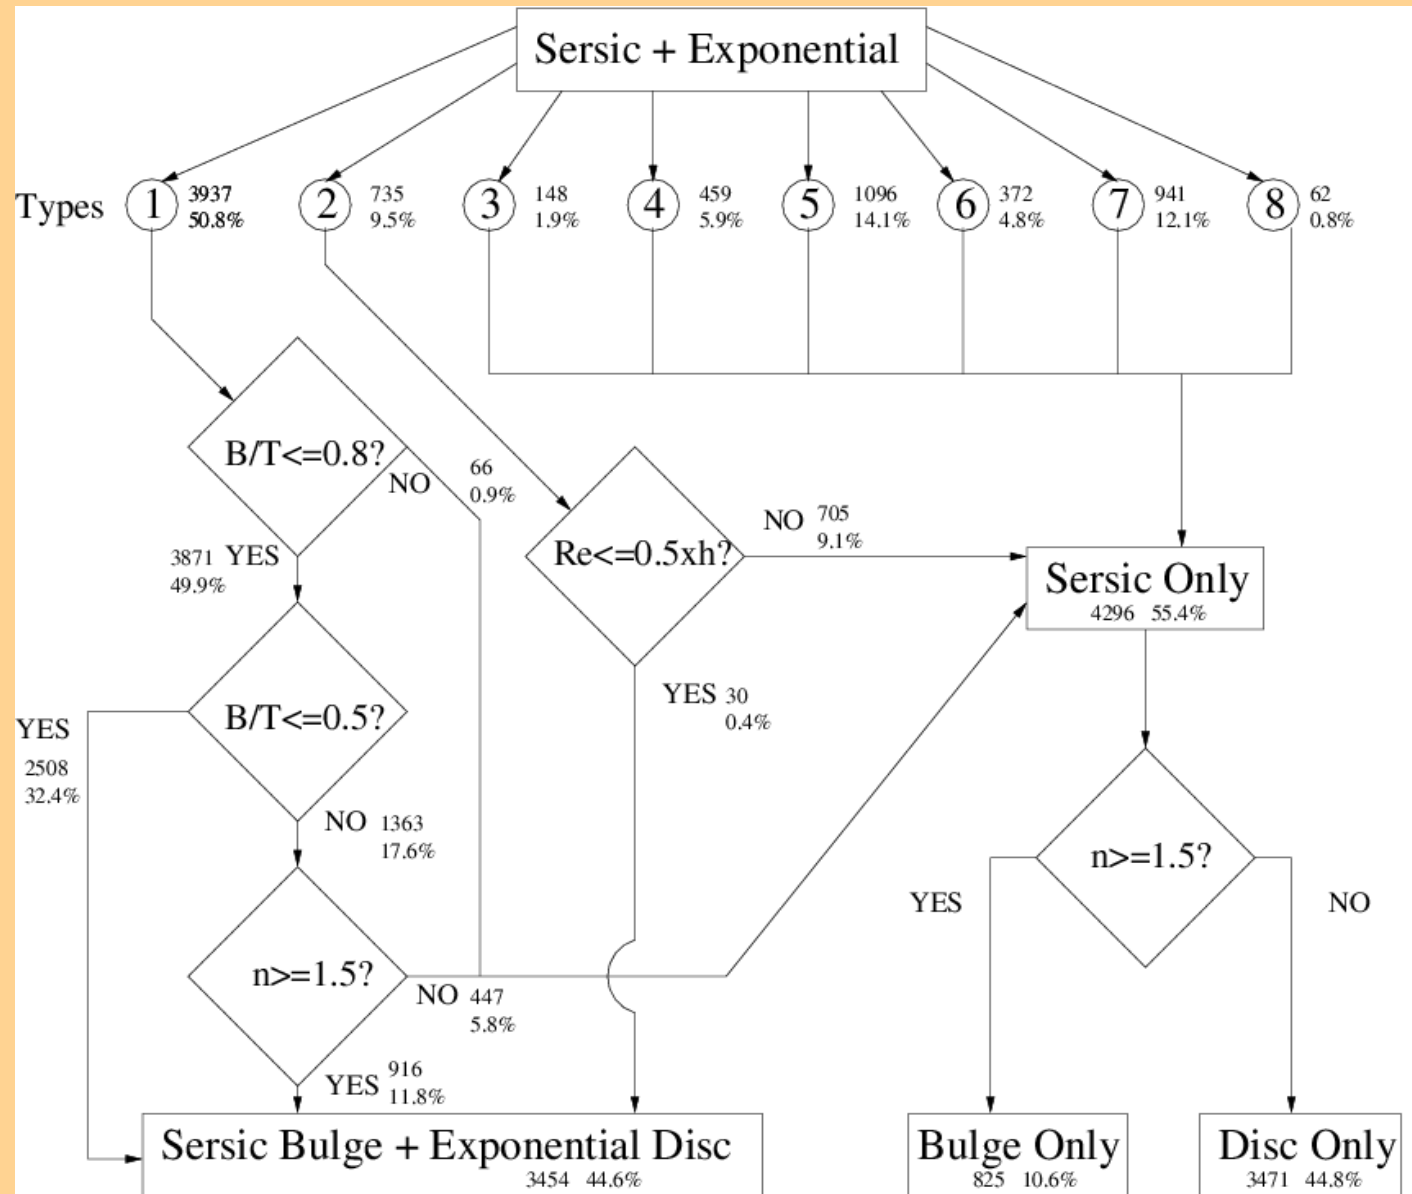 Sersic + Exponential
Types
1
3937
50.8%
2
735
9.5%
3
148
1.9%
4
459
5.9%
5
1096
14.1%
6
372
4.8%
7
941
12.1%
8
62
0.8%
B/T<=0.8?
NO
66
0.9%
3871 YES
49.9%
Re<=0.5xh?
NO 705
9.1%
Sersic Only
4296 55.4%
YES 30
0.4%
B/T<=0.5?
YES
2508
32.4%
NO 1363
17.6%
n>=1.5?
YES
NO
n>=1.5?
NO 447
5.8%
YES 916
11.8%
Sersic Bulge + Exponential Disc
3454 44.6%
Bulge Only
825 10.6%
Disc Only
3471 44.8%